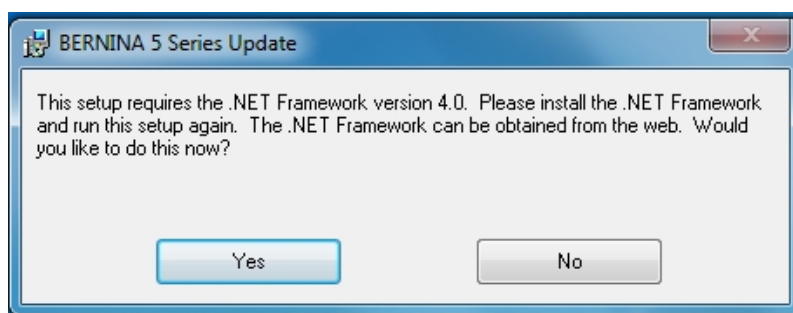 BERNINA 5 Series Update
This setup requires the .NET Framework version 4.0.  Please install the .NET Framework
and run this setup again.  The .NET Framework can be obtained from the web.  Would
you like to do this now?
Yes
No